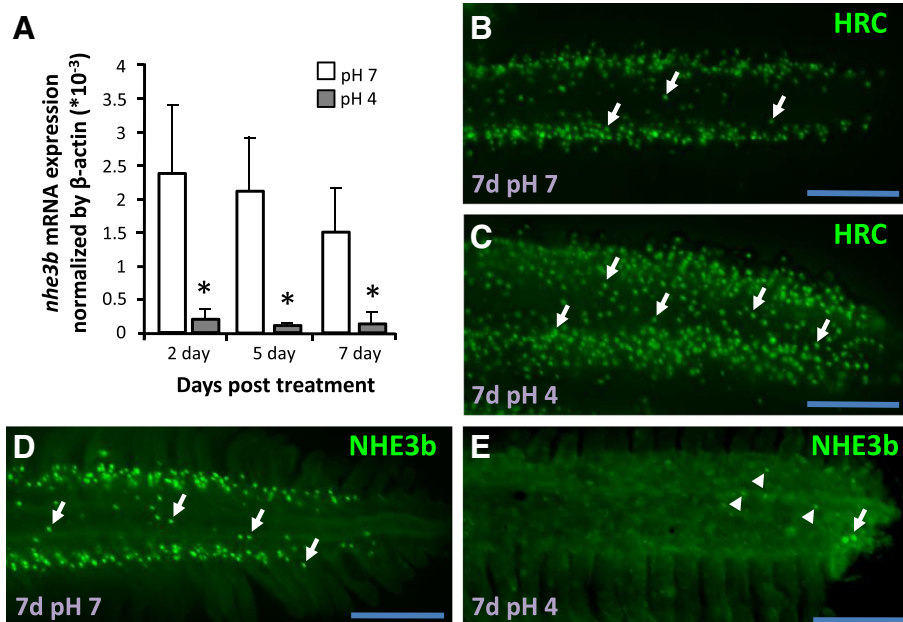 A
nhe3b mRNA expression
normalized by β-actin (*10⁻³)
4
3.5
3
2.5
2
1.5
1
0.5
0
pH 7
pH 4
*
*
*
2 day
5 day
7 day
Days post treatment
B
HRC
7d pH 7
C
HRC
7d pH 4
D
NHE3b
7d pH 7
E
NHE3b
7d pH 4